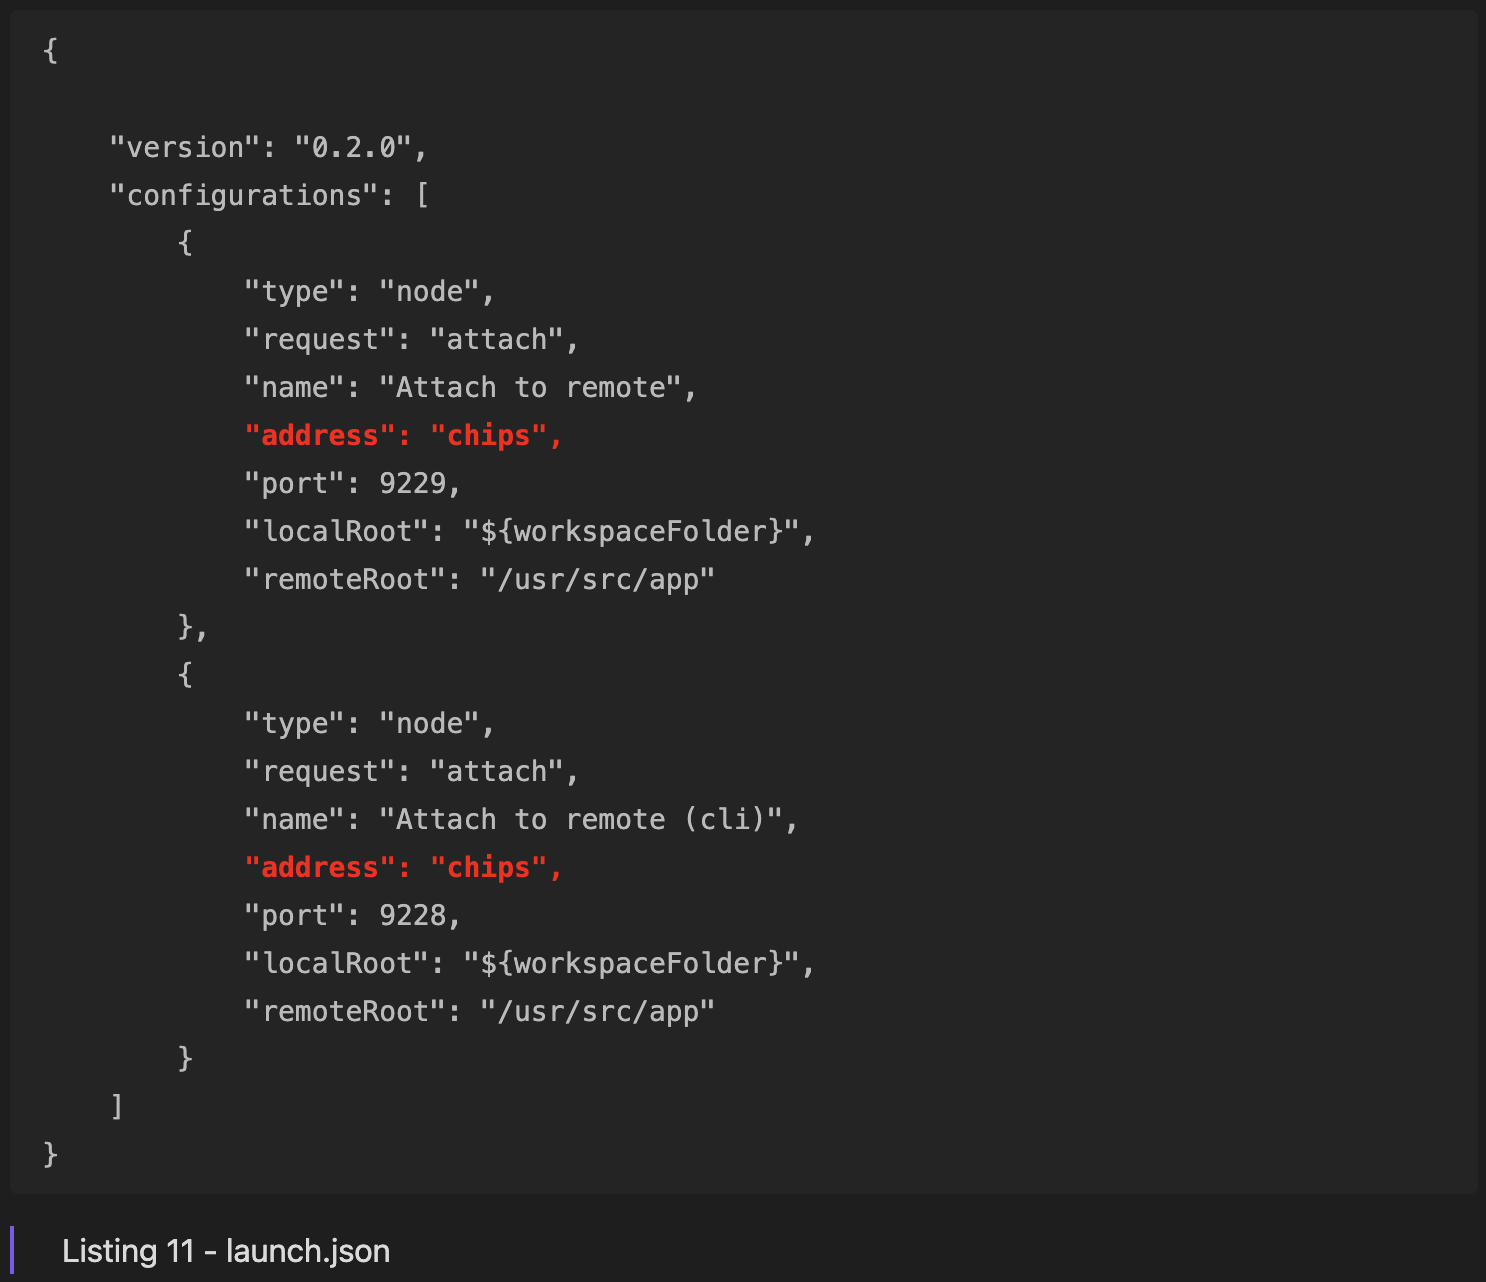 {
"version": "0.2.0",
"configurations": [
{
"type": "node",
"request": "attach",
"name": "Attach to remote",
"address": "chips",
"port": 9229,
"localRoot": "${workspaceFolder}",
"remoteRoot": "/usr/src/app"
},
{
"type": "node",
"request": "attach",
"name": "Attach to remote (cli)",
"address": "chips",
"port": 9228,
"localRoot": "${workspaceFolder}",
"remoteRoot": "/usr/src/app"
}
]
}
Listing 11 - launch.json